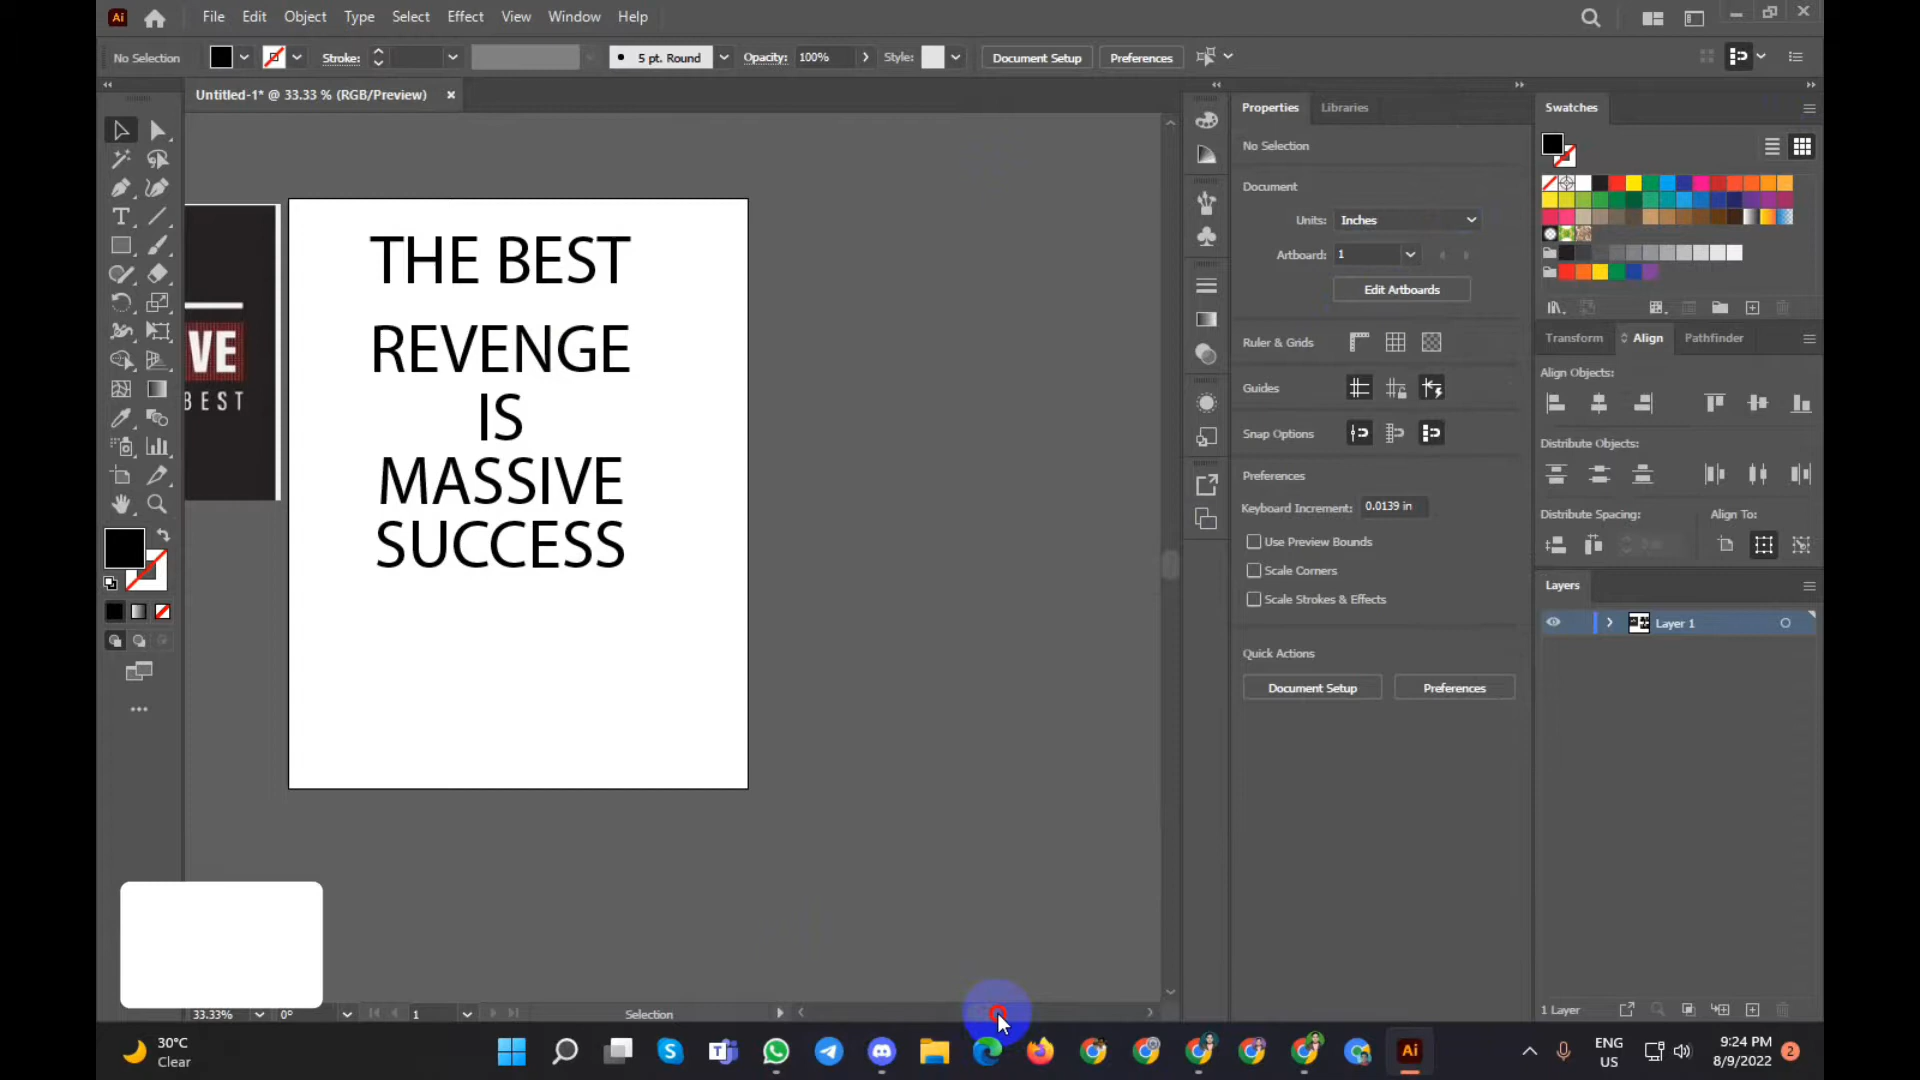 Ai File Edit Object Type Select Effect View Window Help
No Selection Stroke: 5 pt. Round Opacity: 100% Style: Document Setup Preferences
Untitled-1* @ 33.33 % (RGB/Preview)
THE BEST
REVENGE
IS
MASSIVE
SUCCESS
VE
BEST
Properties Libraries
No Selection
Document
Units: Inches
Artboard: 1
Edit Artboards
Ruler & Grids
Guides
Snap Options
Preferences
Keyboard Increment: 0.0139 in
Use Preview Bounds
Scale Corners
Scale Strokes & Effects
Quick Actions
Document Setup Preferences
Swatches
Transform Align Pathfinder
Align Objects:
Distribute Objects:
Distribute Spacing: Align To:
Layers
Layer 1
1 Layer
33.33% 0° 1 Selection
30°C
Clear
Ai
ENG
US
9:24 PM
8/9/2022
2